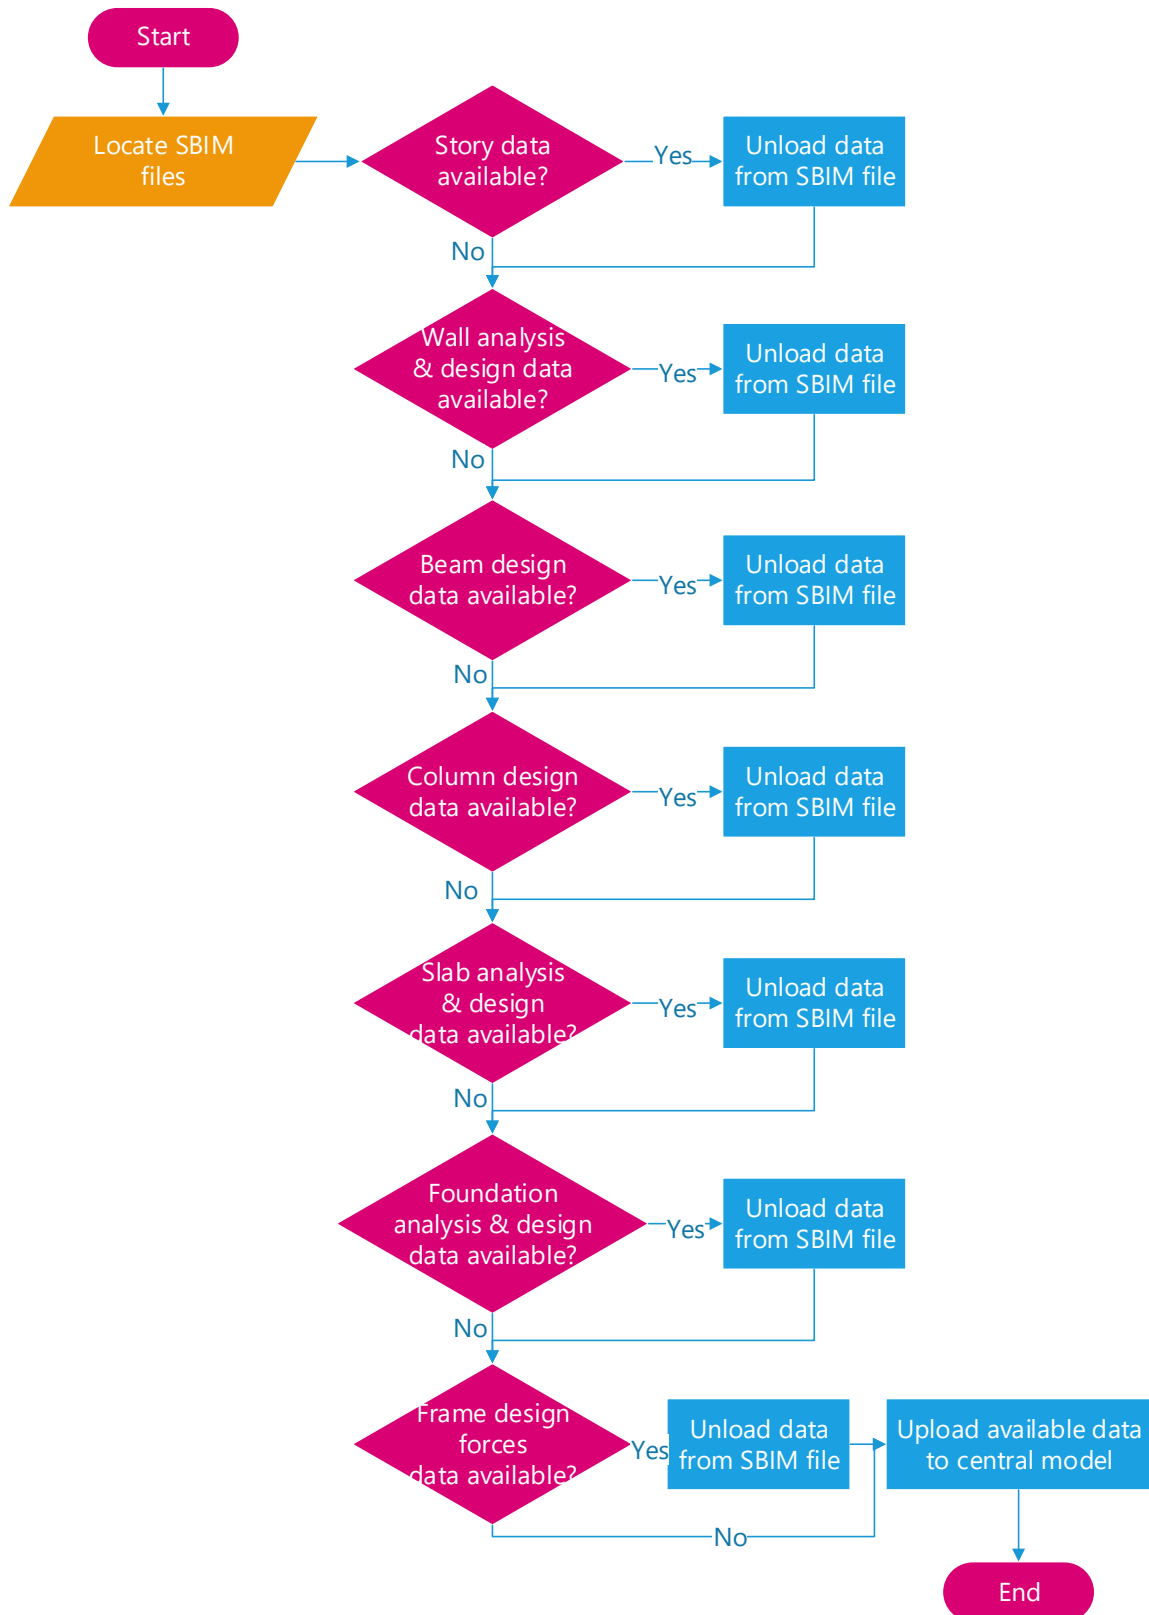 Start
Locate SBIM
files
Story data
available?
Yes
Unload data
from SBIM file
No
Wall analysis
& design data
available?
Yes
Unload data
from SBIM file
No
Beam design
data available?
Yes
Unload data
from SBIM file
No
Column design
data available?
Yes
Unload data
from SBIM file
No
Slab analysis
& design
data available?
Yes
Unload data
from SBIM file
No
Foundation
analysis & design
data available?
Yes
Unload data
from SBIM file
No
Frame design
forces
data available?
Yes
Unload data
from SBIM file
Upload available data
to central model
No
End